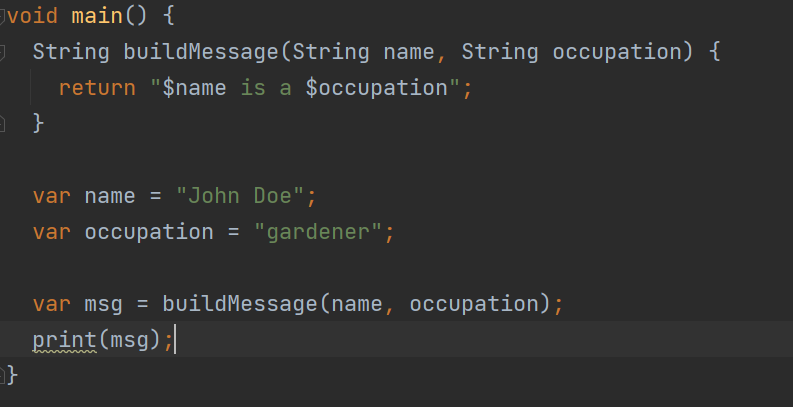 void main() {
  String buildMessage(String name, String occupation) {
    return "$name is a $occupation";
  }

  var name = "John Doe";
  var occupation = "gardener";

  var msg = buildMessage(name, occupation);
  print(msg);
}